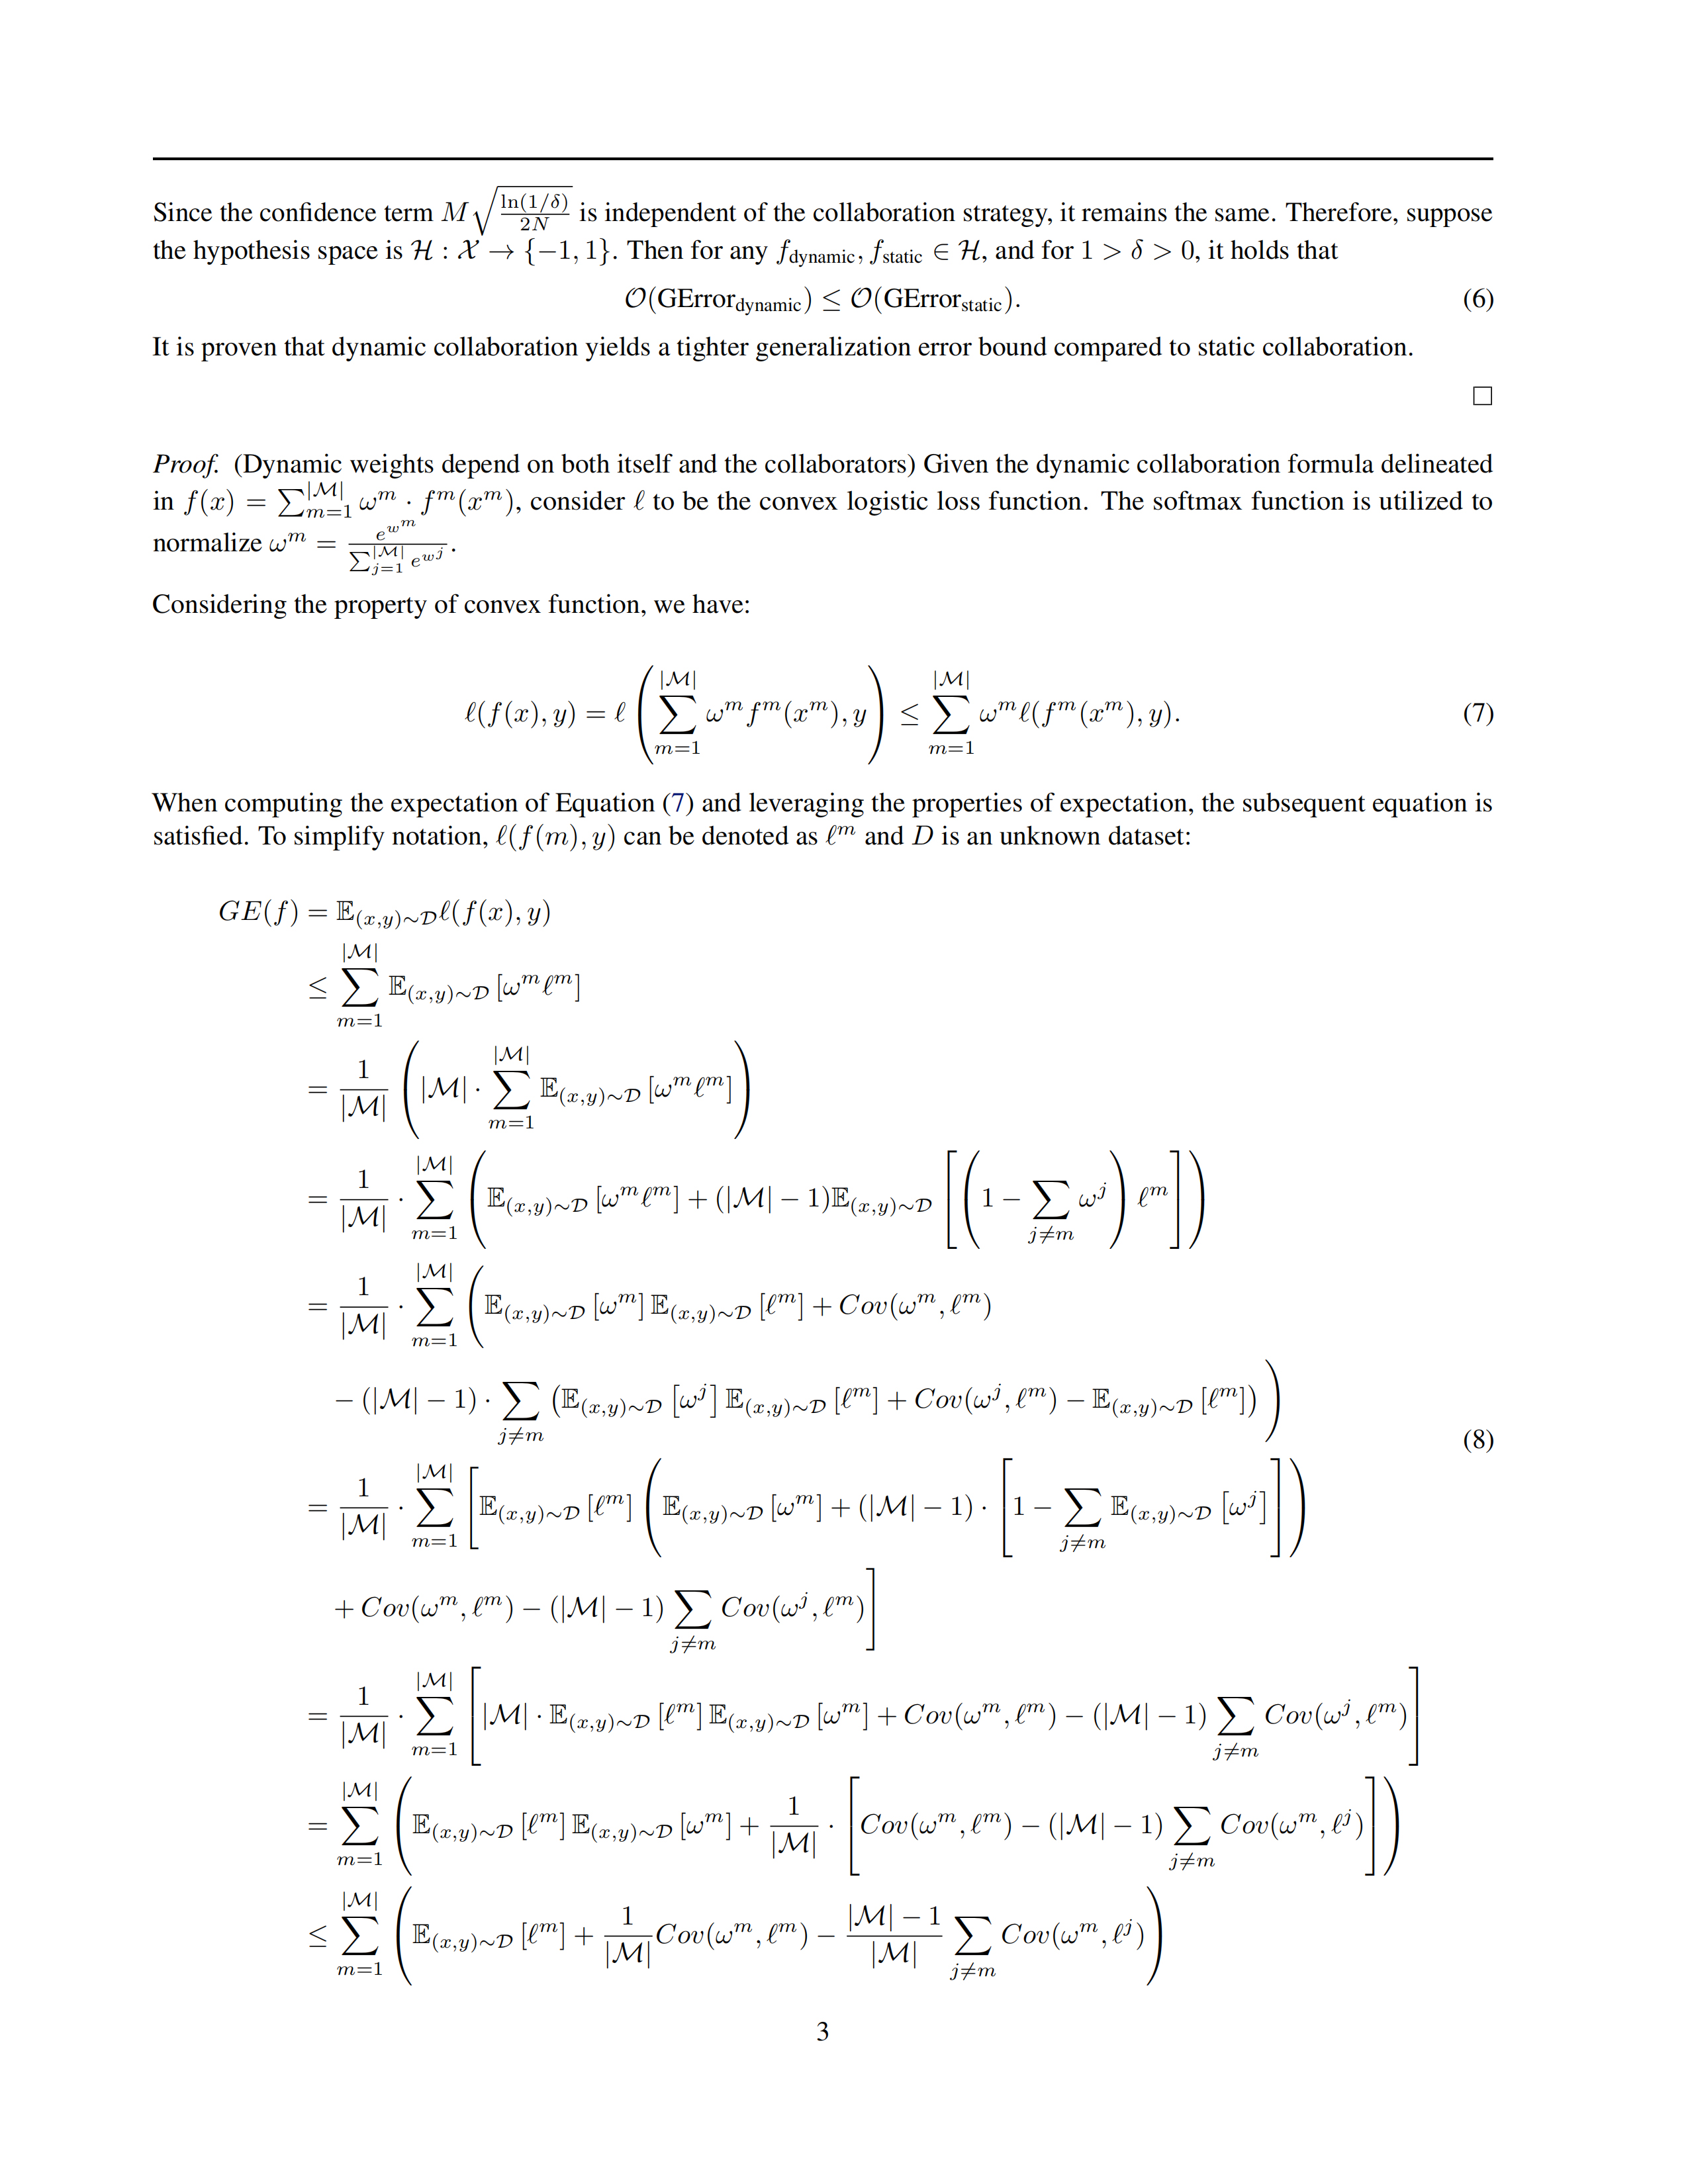 Since the confidence term $M\sqrt{\frac{\ln(1/\delta)}{2N}}$ is independent of the collaboration strategy, it remains the same. Therefore, suppose
the hypothesis space is $\mathcal{H} : \mathcal{X} \rightarrow \{-1, 1\}$. Then for any $f_{\text{dynamic}}, f_{\text{static}} \in \mathcal{H}$, and for $1 > \delta > 0$, it holds that
$\mathcal{O}(\text{GError}_{\text{dynamic}}) \leq \mathcal{O}(\text{GError}_{\text{static}}).$ (6)
It is proven that dynamic collaboration yields a tighter generalization error bound compared to static collaboration.
□
Proof. (Dynamic weights depend on both itself and the collaborators) Given the dynamic collaboration formula delineated
in $f(x) = \sum_{m=1}^{|\mathcal{M}|} \omega^m \cdot f^m(x^m)$, consider $\ell$ to be the convex logistic loss function. The softmax function is utilized to
normalize $\omega^m = \frac{e^{w^m}}{\sum_{j=1}^{|\mathcal{M}|} e^{w^j}}$.
Considering the property of convex function, we have:
$\ell(f(x), y) = \ell\left(\sum_{m=1}^{|\mathcal{M}|} \omega^m f^m(x^m), y\right) \leq \sum_{m=1}^{|\mathcal{M}|} \omega^m \ell(f^m(x^m), y).$ (7)
When computing the expectation of Equation (7) and leveraging the properties of expectation, the subsequent equation is
satisfied. To simplify notation, $\ell(f(m), y)$ can be denoted as $\ell^m$ and $D$ is an unknown dataset:
$GE(f) = \mathbb{E}_{(x,y)\sim\mathcal{D}} \ell(f(x), y)$
$\leq \sum_{m=1}^{|\mathcal{M}|} \mathbb{E}_{(x,y)\sim\mathcal{D}} [\omega^m \ell^m]$
$= \frac{1}{|\mathcal{M}|} \left( |\mathcal{M}| \cdot \sum_{m=1}^{|\mathcal{M}|} \mathbb{E}_{(x,y)\sim\mathcal{D}} [\omega^m \ell^m] \right)$
$= \frac{1}{|\mathcal{M}|} \cdot \sum_{m=1}^{|\mathcal{M}|} \left( \mathbb{E}_{(x,y)\sim\mathcal{D}} [\omega^m \ell^m] + (|\mathcal{M}| - 1) \mathbb{E}_{(x,y)\sim\mathcal{D}} \left[ \left( 1 - \sum_{j \neq m} \omega^j \right) \ell^m \right] \right)$
$= \frac{1}{|\mathcal{M}|} \cdot \sum_{m=1}^{|\mathcal{M}|} \left( \mathbb{E}_{(x,y)\sim\mathcal{D}} [\omega^m] \mathbb{E}_{(x,y)\sim\mathcal{D}} [\ell^m] + Cov(\omega^m, \ell^m) \right.$
$\left. - (|\mathcal{M}| - 1) \cdot \sum_{j \neq m} \left( \mathbb{E}_{(x,y)\sim\mathcal{D}} [\omega^j] \mathbb{E}_{(x,y)\sim\mathcal{D}} [\ell^m] + Cov(\omega^j, \ell^m) - \mathbb{E}_{(x,y)\sim\mathcal{D}} [\ell^m] \right) \right)$
(8)
$= \frac{1}{|\mathcal{M}|} \cdot \sum_{m=1}^{|\mathcal{M}|} \left[ \mathbb{E}_{(x,y)\sim\mathcal{D}} [\ell^m] \left( \mathbb{E}_{(x,y)\sim\mathcal{D}} [\omega^m] + (|\mathcal{M}| - 1) \cdot \left[ 1 - \sum_{j \neq m} \mathbb{E}_{(x,y)\sim\mathcal{D}} [\omega^j] \right] \right) \right.$
$\left. + Cov(\omega^m, \ell^m) - (|\mathcal{M}| - 1) \sum_{j \neq m} Cov(\omega^j, \ell^m) \right]$
$= \frac{1}{|\mathcal{M}|} \cdot \sum_{m=1}^{|\mathcal{M}|} \left[ |\mathcal{M}| \cdot \mathbb{E}_{(x,y)\sim\mathcal{D}} [\ell^m] \mathbb{E}_{(x,y)\sim\mathcal{D}} [\omega^m] + Cov(\omega^m, \ell^m) - (|\mathcal{M}| - 1) \sum_{j \neq m} Cov(\omega^j, \ell^m) \right]$
$= \sum_{m=1}^{|\mathcal{M}|} \left( \mathbb{E}_{(x,y)\sim\mathcal{D}} [\ell^m] \mathbb{E}_{(x,y)\sim\mathcal{D}} [\omega^m] + \frac{1}{|\mathcal{M}|} \cdot \left[ Cov(\omega^m, \ell^m) - (|\mathcal{M}| - 1) \sum_{j \neq m} Cov(\omega^m, \ell^j) \right] \right)$
$\leq \sum_{m=1}^{|\mathcal{M}|} \left( \mathbb{E}_{(x,y)\sim\mathcal{D}} [\ell^m] + \frac{1}{|\mathcal{M}|} Cov(\omega^m, \ell^m) - \frac{|\mathcal{M}| - 1}{|\mathcal{M}|} \sum_{j \neq m} Cov(\omega^m, \ell^j) \right)$
3